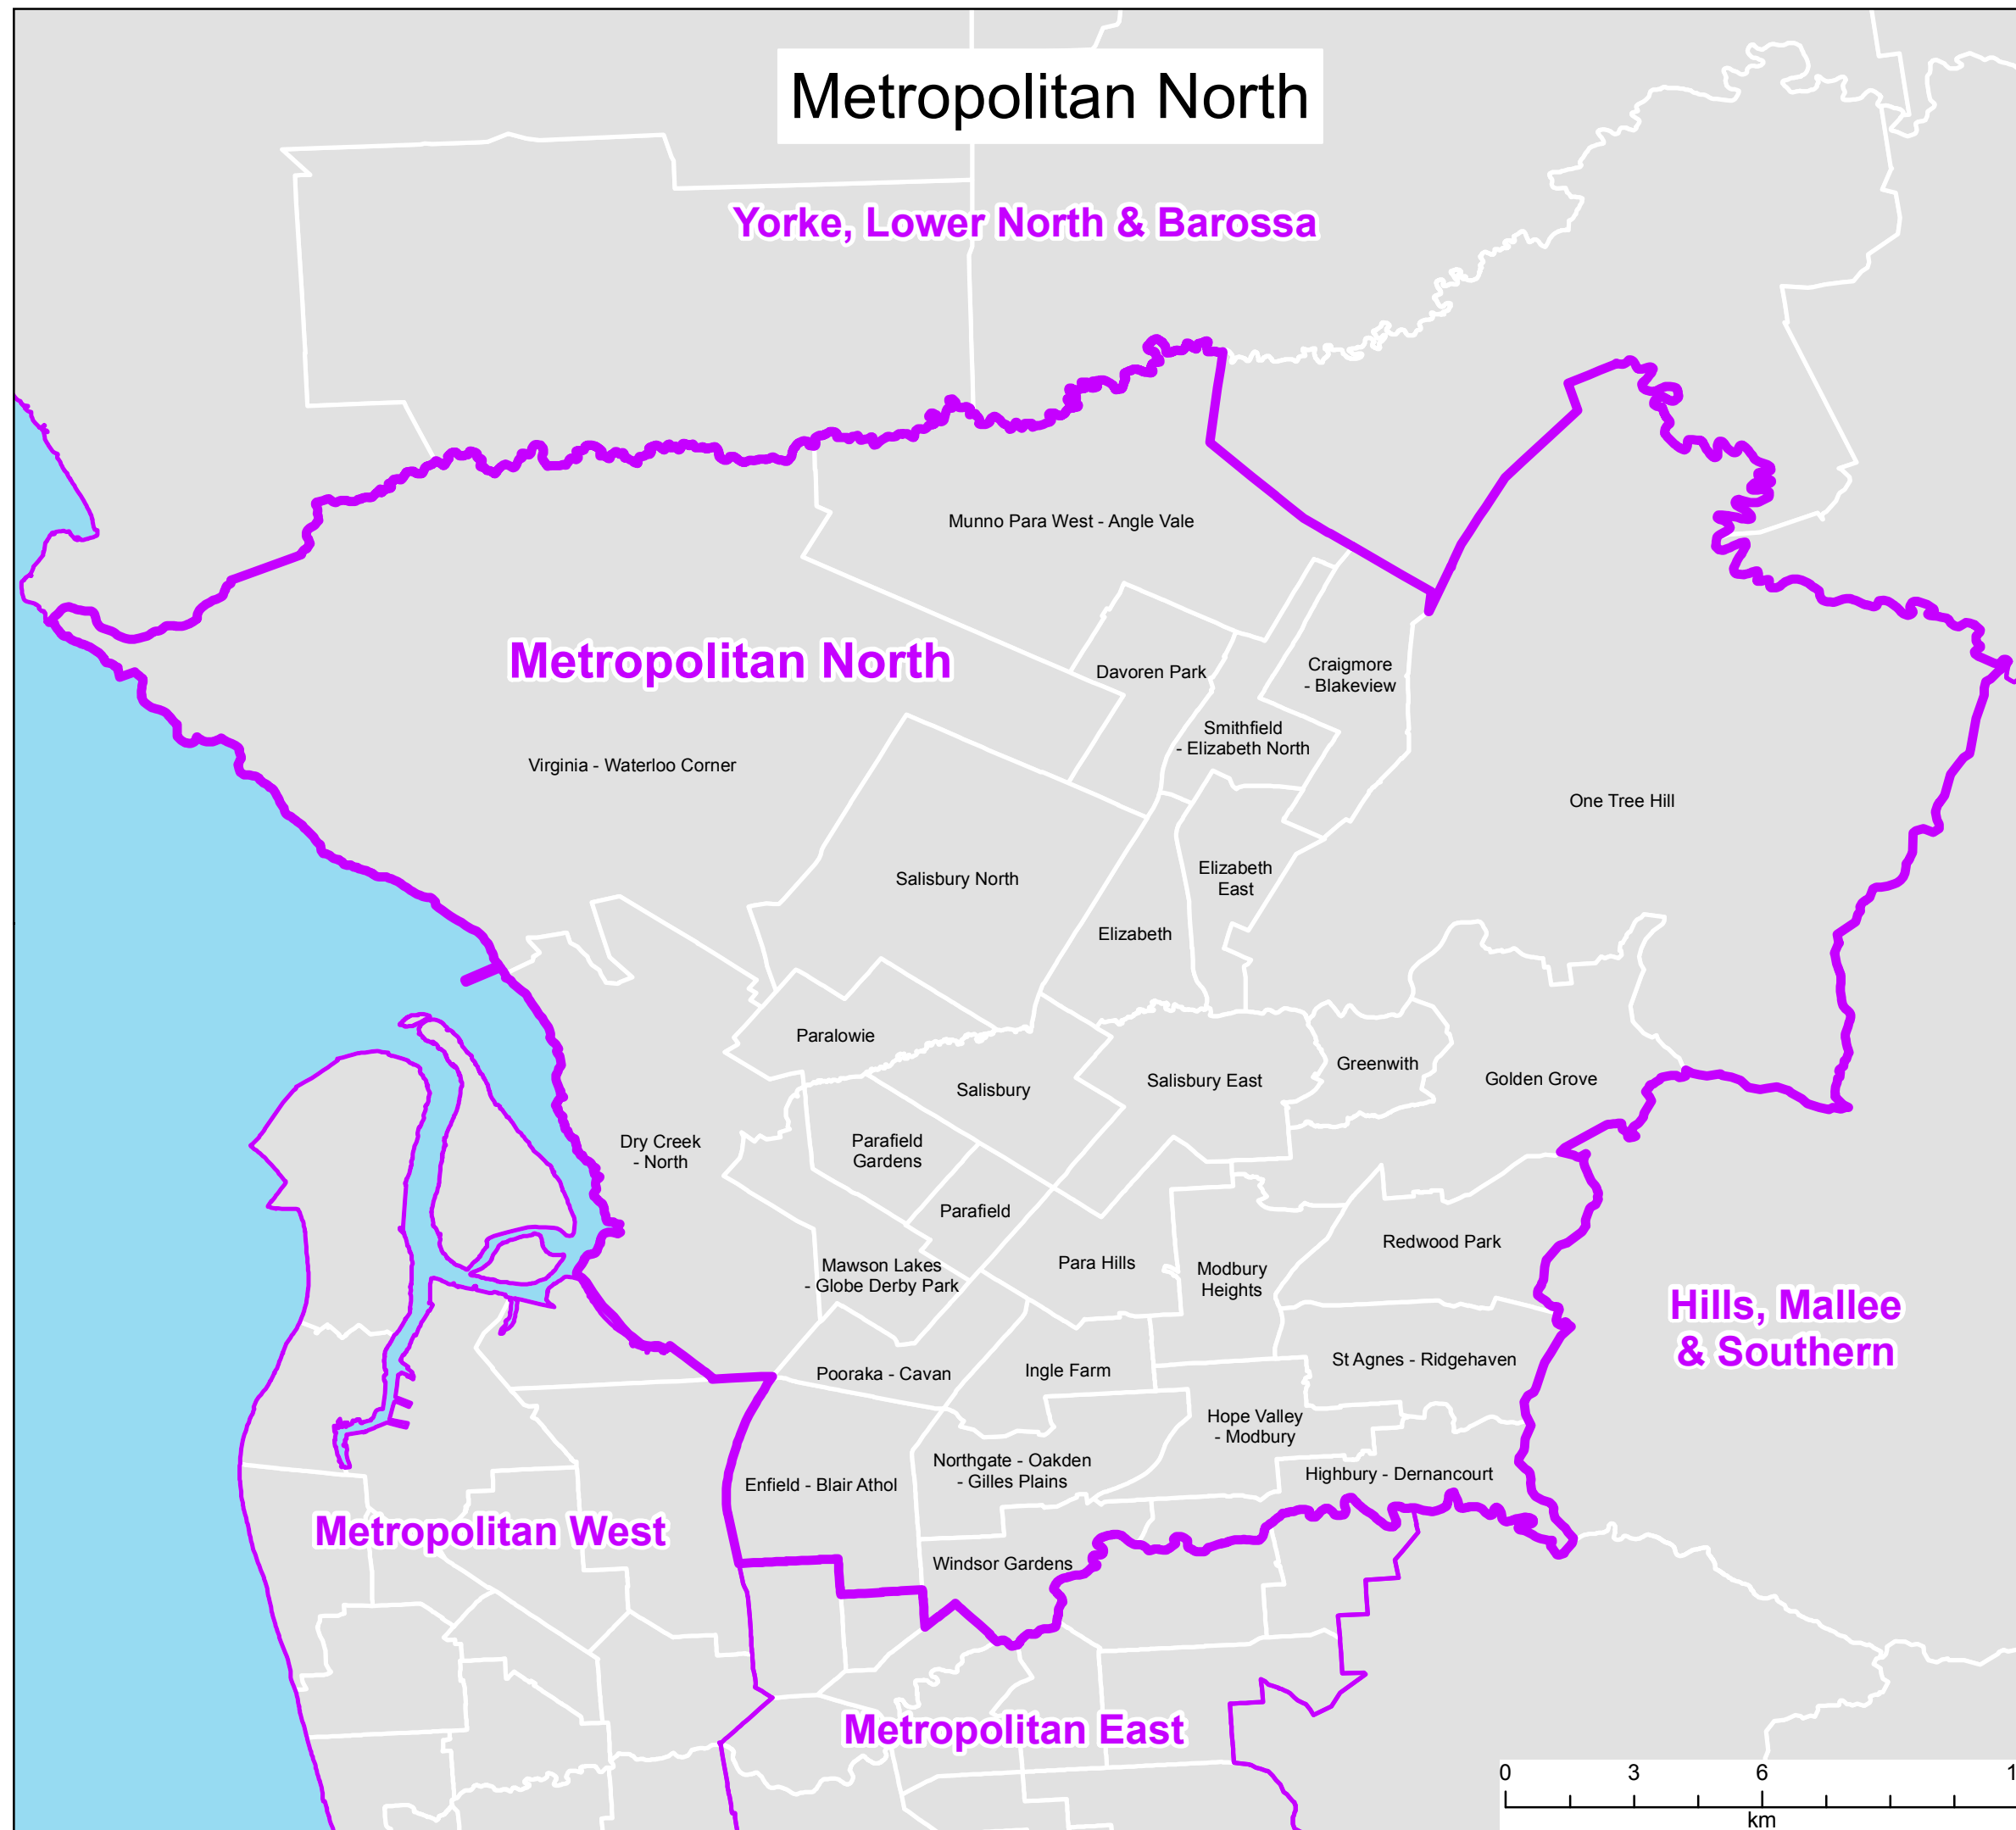 Metropolitan North
Yorke, Lower North & Barossa
Munno Para West - Angle Vale
Metropolitan North
Davoren Park
Craigmore
- Blakeview
Smithfield
- Elizabeth North
Virginia - Waterloo Corner
One Tree Hill
Salisbury North
Elizabeth
East
Elizabeth
Paralowie
Salisbury
Salisbury East
Greenwith
Golden Grove
Dry Creek
- North
Parafield
Gardens
Parafield
Redwood Park
Mawson Lakes
- Globe Derby Park
Para Hills
Modbury
Heights
Hills, Mallee
& Southern
Pooraka - Cavan
Ingle Farm
St Agnes - Ridgehaven
Hope Valley
- Modbury
Enfield - Blair Athol
Northgate - Oakden
- Gilles Plains
Highbury - Dernancourt
Metropolitan West
Windsor Gardens
Metropolitan East
0 3 6
km